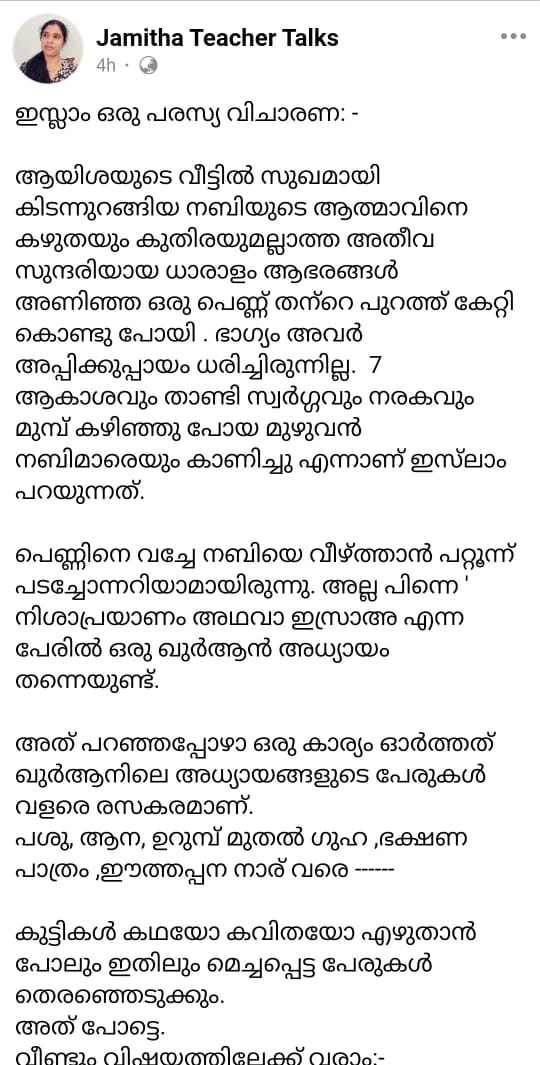 Jamitha Teacher Talks
4h ·
ഇസ്ലാം ഒരു പരസ്യ വിചാരണ: -
ആയിശയുടെ വീട്ടിൽ സുഖമായി
കിടന്നുറങ്ങിയ നബിയുടെ ആത്മാവിനെ
കഴുതയും കുതിരയുമല്ലാത്ത അതീവ
സുന്ദരിയായ ധാരാളം ആഭരങ്ങൾ
അണിഞ്ഞ ഒരു പെണ്ണ് തന്റെ പുറത്ത് കേറ്റി
കൊണ്ടു പോയി . ഭാഗ്യം അവർ
അപ്പിക്കുപ്പായം ധരിച്ചിരുന്നില്ല. 7
ആകാശവും താണ്ടി സ്വർഗ്ഗവും നരകവും
മുമ്പ് കഴിഞ്ഞു പോയ മുഴുവൻ
നബിമാരെയും കാണിച്ചു എന്നാണ് ഇസ്‌ലാം
പറയുന്നത്.
പെണ്ണിനെ വച്ചേ നബിയെ വീഴ്ത്താൻ പറ്റൂന്ന്
പടച്ചോന്നറിയാമായിരുന്നു. അല്ല പിന്നെ '
നിശാപ്രയാണം അഥവാ ഇസ്രാഅ എന്ന
പേരിൽ ഒരു ഖുർആൻ അധ്യായം
തന്നെയുണ്ട്.
അത് പറഞ്ഞപ്പോഴാ ഒരു കാര്യം ഓർത്തത്
ഖുർആനിലെ അധ്യായങ്ങളുടെ പേരുകൾ
വളരെ രസകരമാണ്.
പശു, ആന, ഉറുമ്പ് മുതൽ ഗുഹ ,ഭക്ഷണ
പാത്രം ,ഈത്തപ്പന നാര് വരെ ------
കുട്ടികൾ കഥയോ കവിതയോ എഴുതാൻ
പോലും ഇതിലും മെച്ചപ്പെട്ട പേരുകൾ
തെരഞ്ഞെടുക്കും.
അത് പോട്ടെ.
വീണ്ടും വിഷയത്തിലേക്ക് വരാം:-